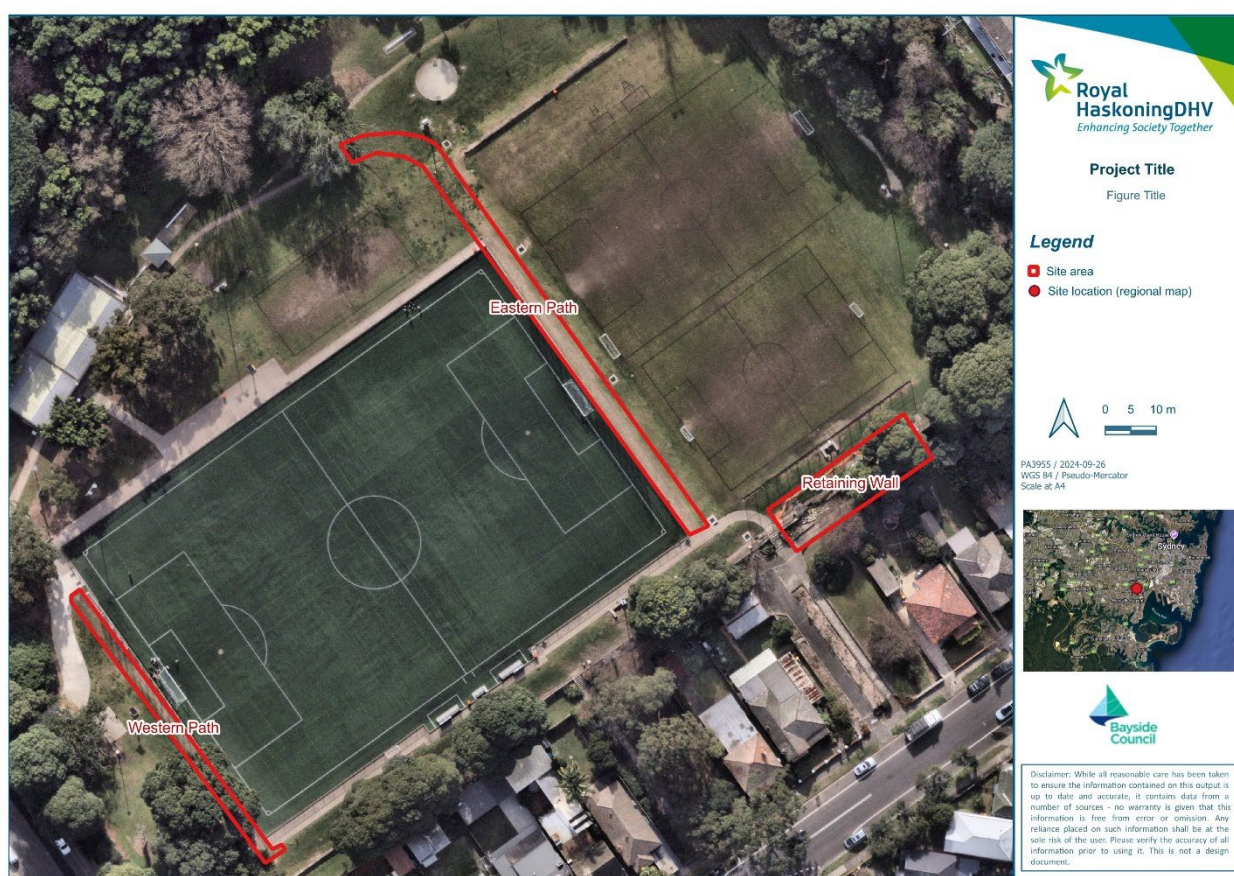 Royal
HaskoningDHV
Enhancing Society Together
Project Title
Figure Title
Legend
Site area
Site location (regional map)
0 5 10 m
PA3955 / 2024-09-26
WGS 84 / Pseudo-Mercator
Scale at A4
Sydney
Bayside
Council
Disclaimer: While all reasonable care has been taken
to ensure the information contained on this output is
up to date and accurate, it contains data from a
number of sources - no warranty is given that this
information is free from error or omission. Any
reliance placed on such information shall be at the
sole risk of the user. Please verify the accuracy of all
information prior to using it. This is not a design
document.
Eastern Path
Retaining Wall
Western Path